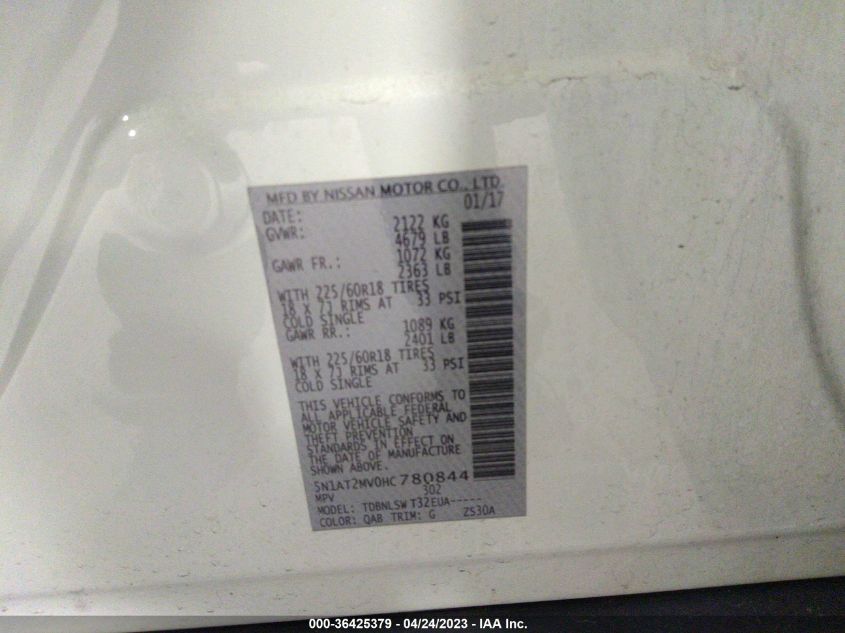 MFD BY NISSAN MOTOR CO., LTD.
DATE: 01/17
GVWR: 2122 KG
4679 LB
GAWR FR.: 1072 KG
2363 LB
WITH 225/60R18 TIRES
18 X 7J RIMS AT 33 PSI
COLD SINGLE
GAWR RR.: 1089 KG
2401 LB
WITH 225/60R18 TIRES
18 X 7J RIMS AT 33 PSI
COLD SINGLE
THIS VEHICLE CONFORMS TO
ALL APPLICABLE FEDERAL
MOTOR VEHICLE SAFETY AND
THEFT PREVENTION
STANDARDS IN EFFECT ON
THE DATE OF MANUFACTURE
SHOWN ABOVE.
5N1AT2MV0HC780844
MPV 302
MODEL: TDBNLSW T32EUA-----
COLOR: QAB TRIM: G ZS30A
000-36425379 - 04/24/2023 - IAA Inc.